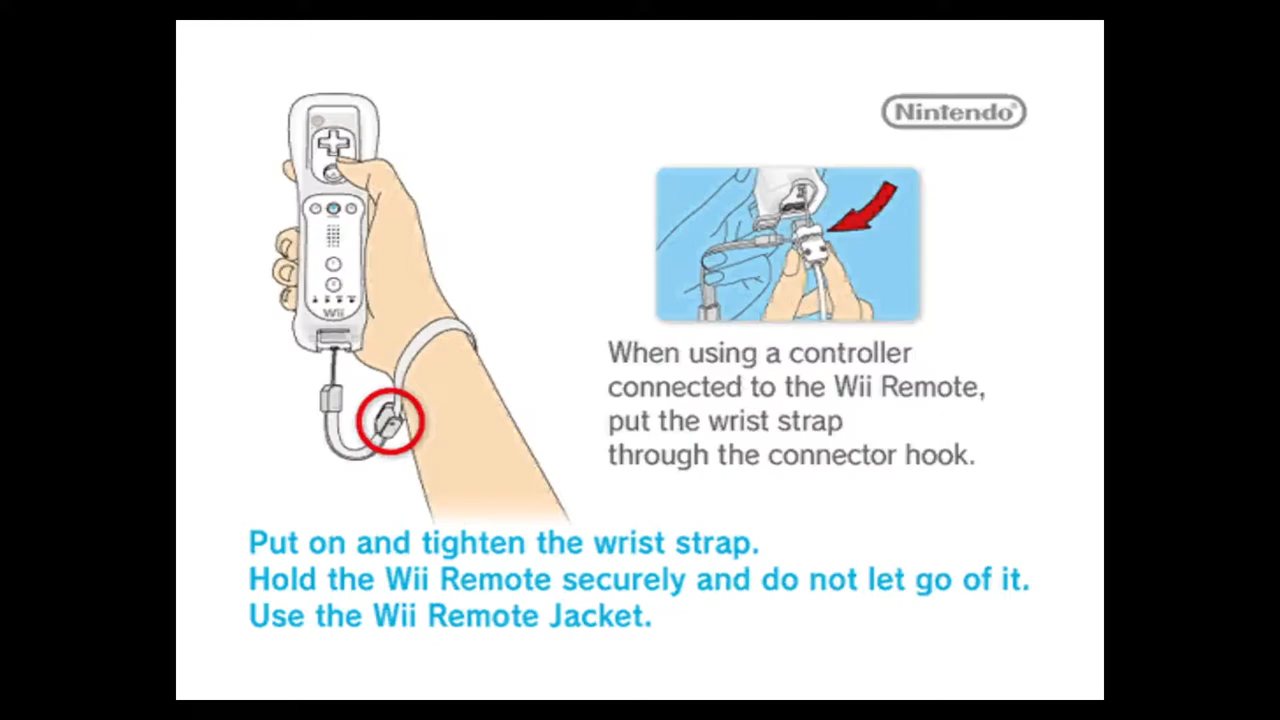 Nintendo®
Wii
When using a controller
connected to the Wii Remote,
put the wrist strap
through the connector hook.
Put on and tighten the wrist strap.
Hold the Wii Remote securely and do not let go of it.
Use the Wii Remote Jacket.